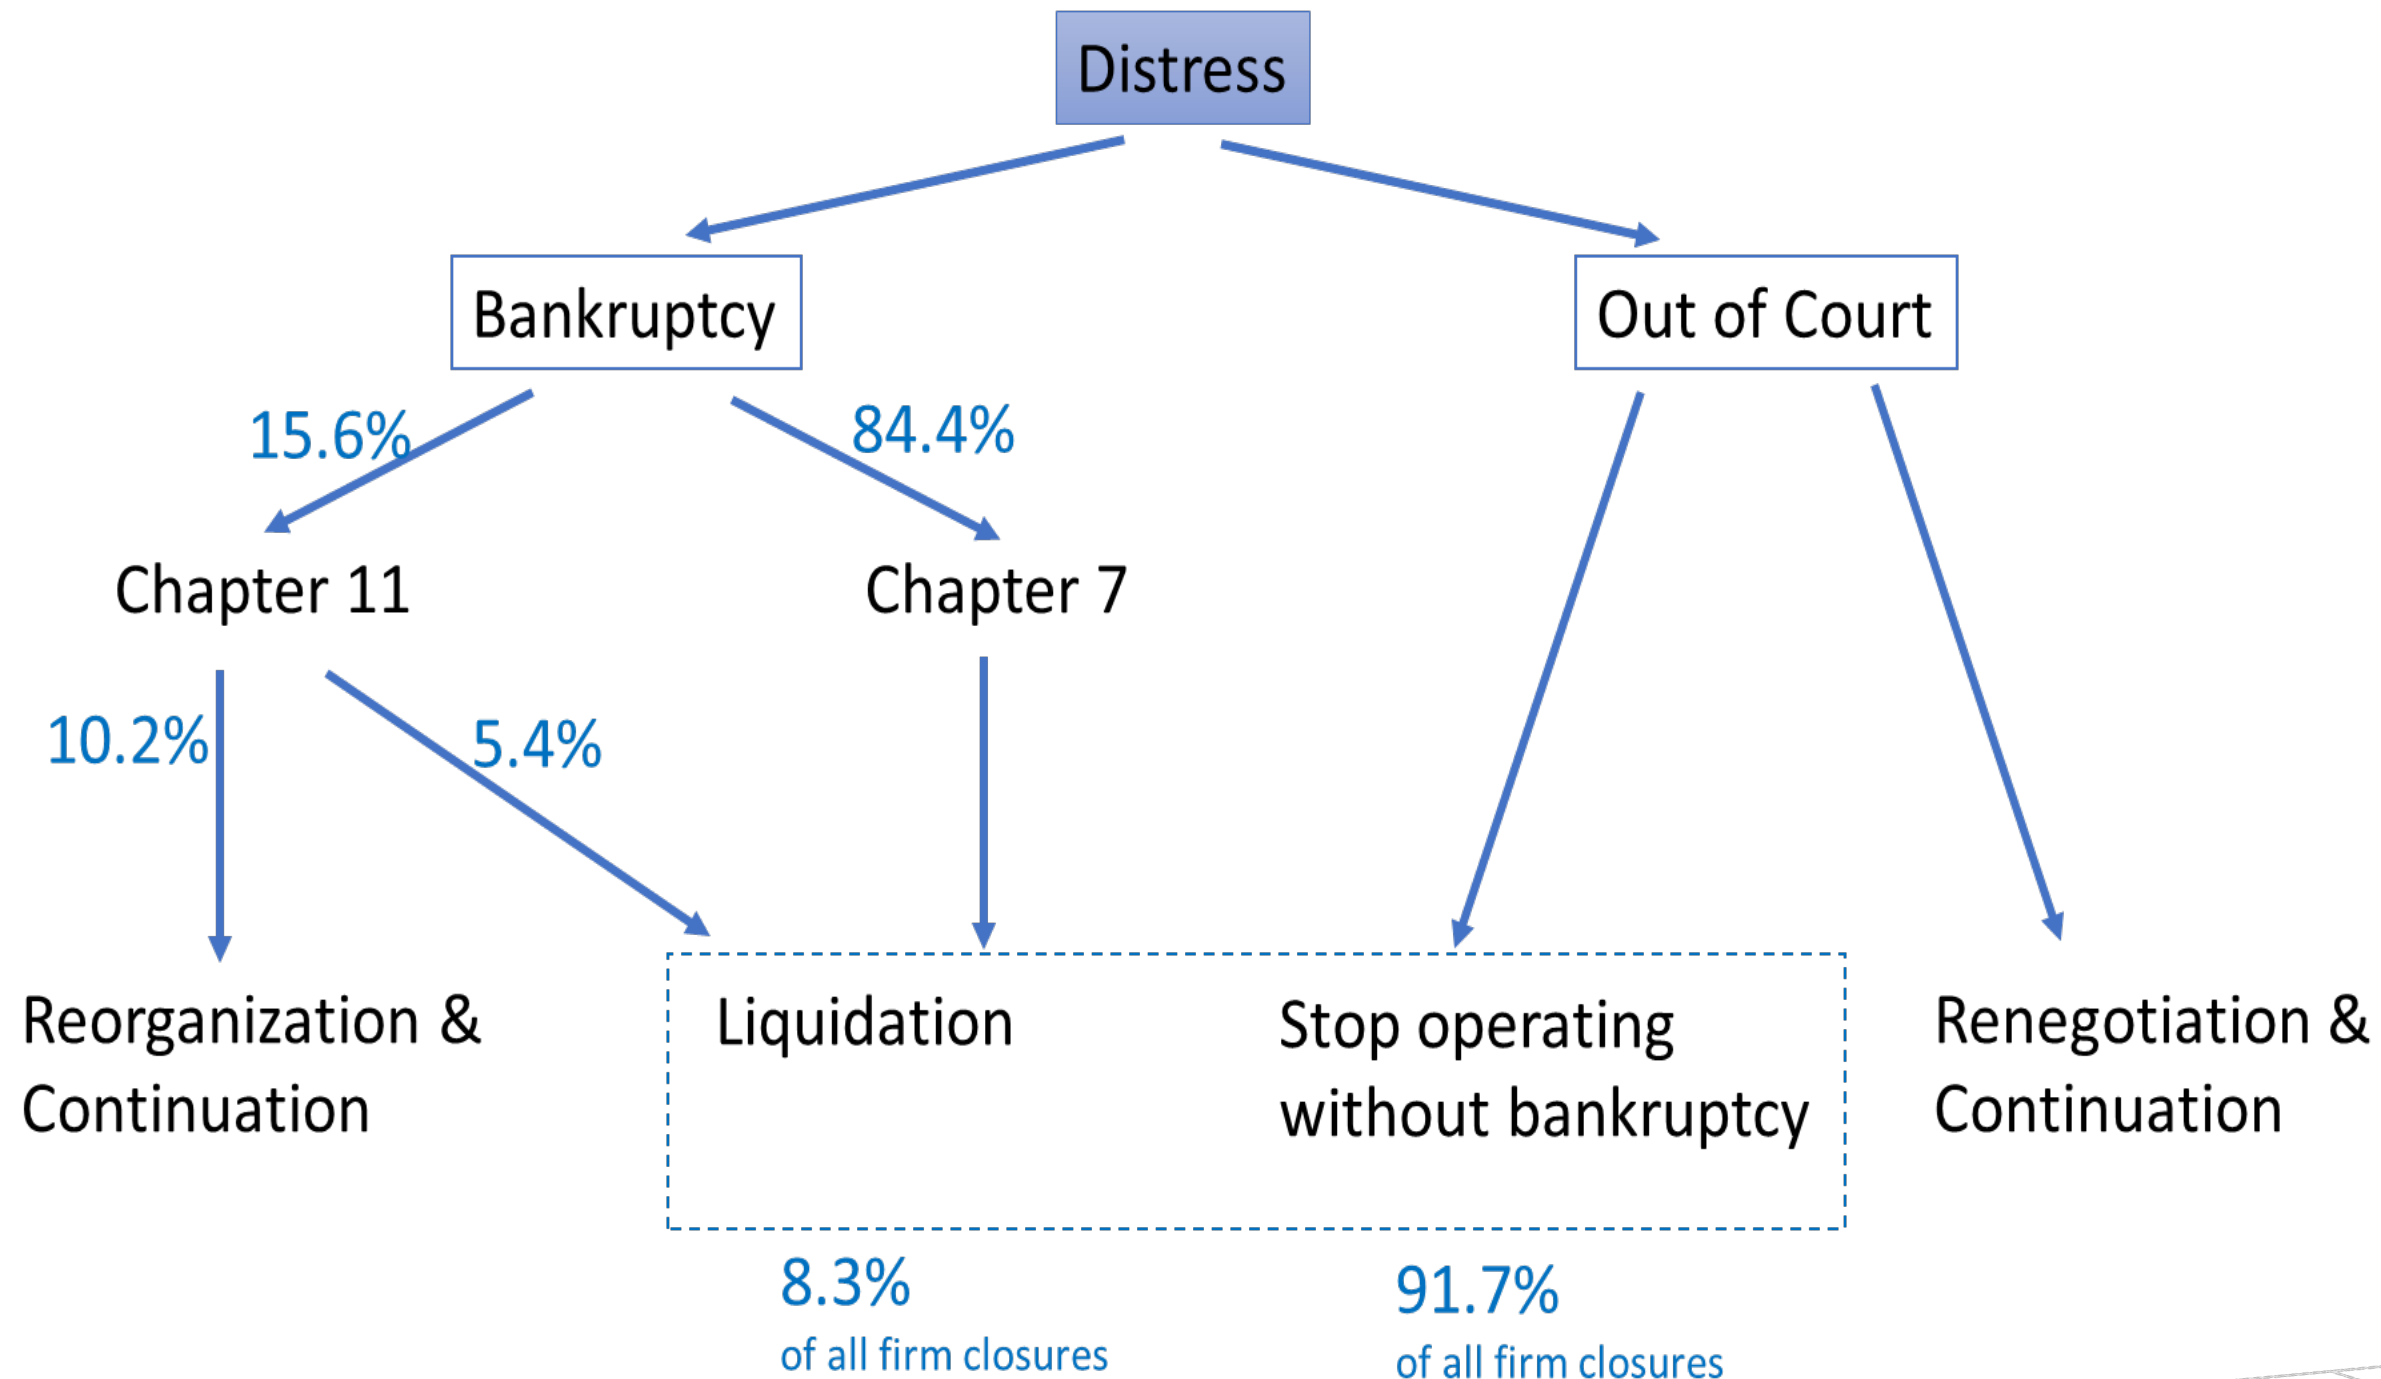 Distress
Bankruptcy
Out of Court
15.6%
84.4%
Chapter 11
Chapter 7
10.2%
5.4%
Reorganization &
Continuation
Liquidation
Stop operating
without bankruptcy
Renegotiation &
Continuation
8.3%
of all firm closures
91.7%
of all firm closures